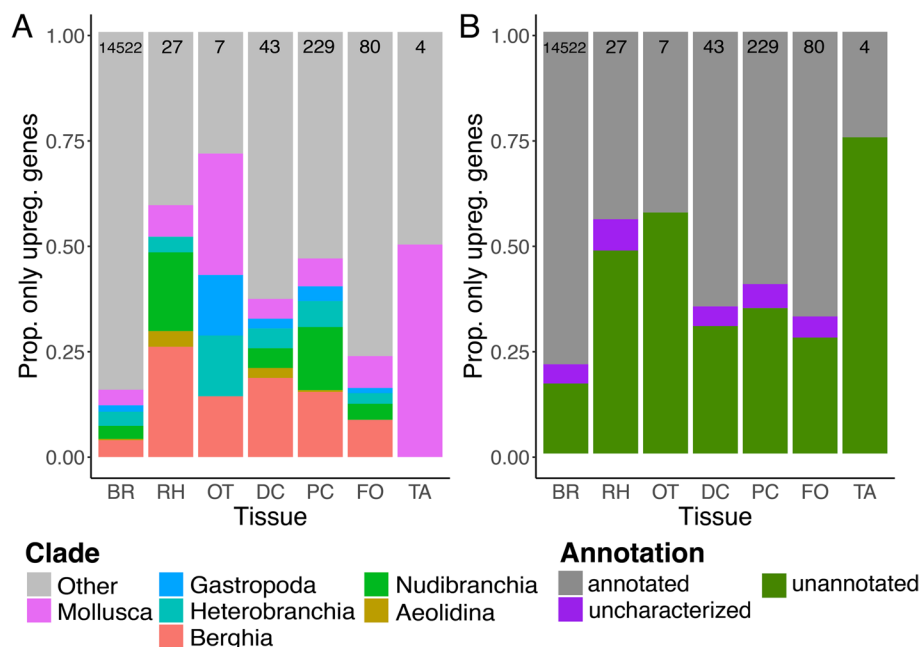 A B
1.00 14522 27 7 43 229 80 4 1.00 14522 27 7 43 229 80 4
0.75 0.75
0.50 0.50
0.25 0.25
0.00 0.00
Prop. only upreg. genes
Prop. only upreg. genes
BR RH OT DC PC FO TA BR RH OT DC PC FO TA
Tissue Tissue
Clade Annotation
Other Gastropoda Nudibranchia annotated unannotated
Mollusca Heterobranchia Aeolidina uncharacterized
Berghia